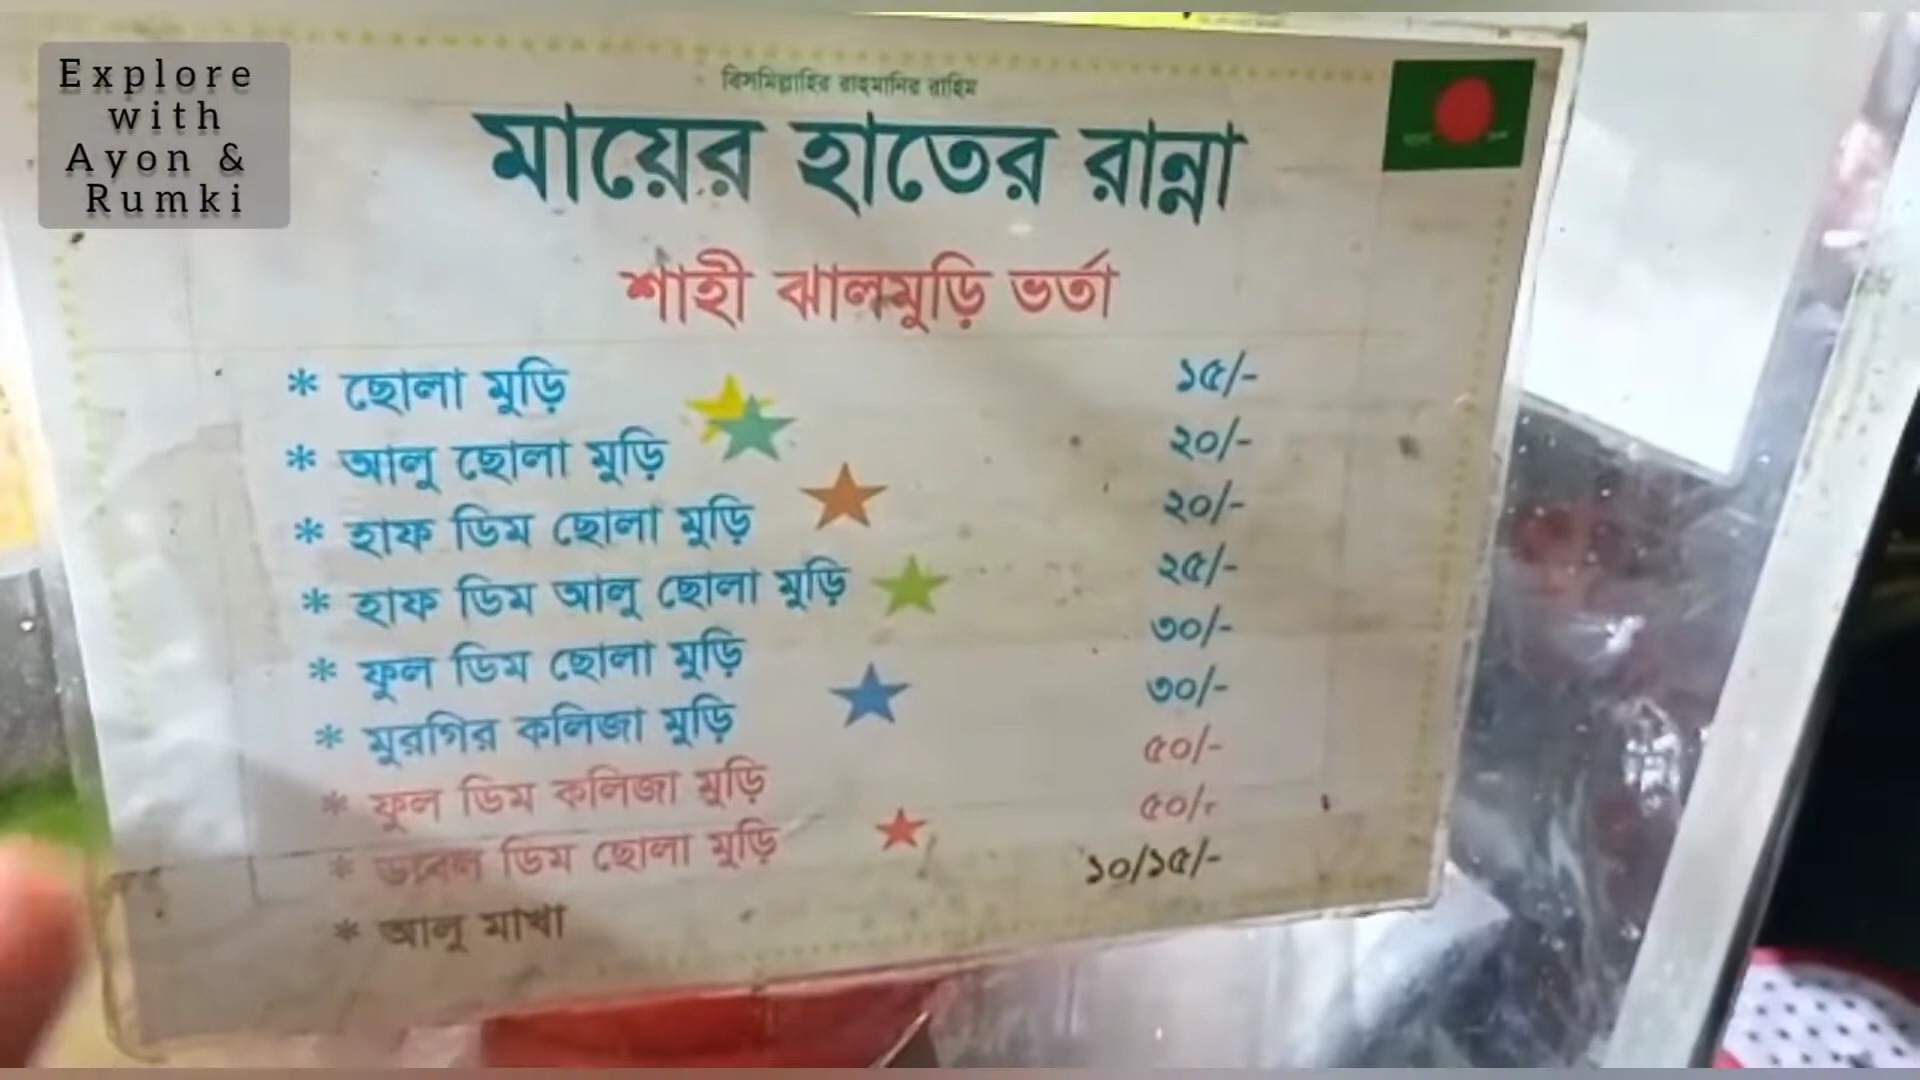 Explore
with
Ayon &
Rumki
বিসমিল্লাহির রাহমানির রাহিম
মায়ের হাতের রান্না
শাহী ঝালমুড়ি ভর্তা
* ছোলা মুড়ি ১৫/-
* আলু ছোলা মুড়ি ২০/-
* হাফ ডিম ছোলা মুড়ি ২০/-
* হাফ ডিম আলু ছোলা মুড়ি ২৫/-
* ফুল ডিম ছোলা মুড়ি ৩০/-
* মুরগির কলিজা মুড়ি ৩০/-
* ফুল ডিম কলিজা মুড়ি ৫০/-
* ডাবল ডিম ছোলা মুড়ি ৫০/-
* আলু মাখা ১০/১৫/-